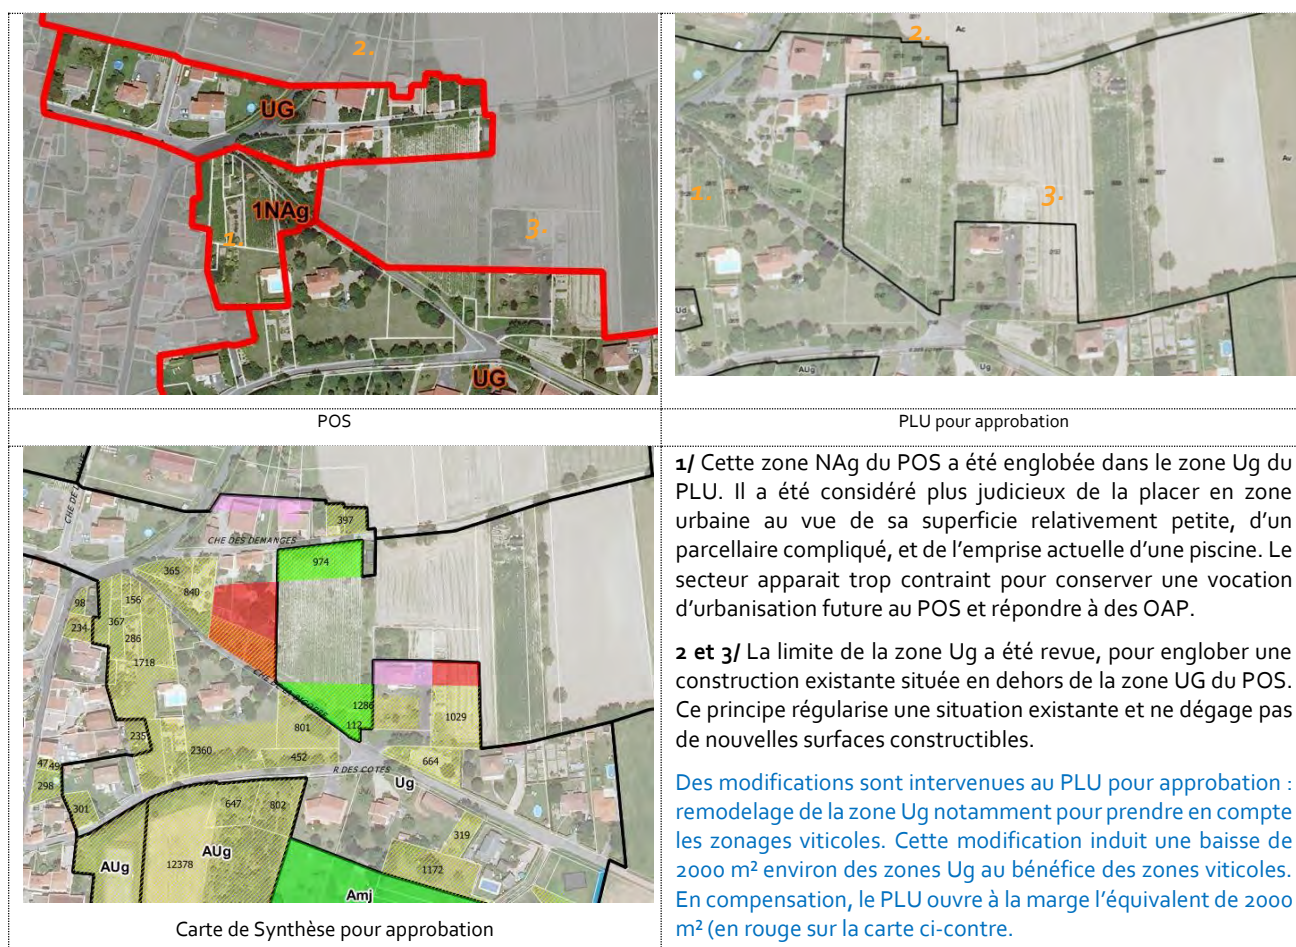 2.
UG
1NAg
1.
3.
UG
POS
2.
Ac
Av
1.
3.
Ud
AUg
Ug
PLU pour approbation
CHE DES DEMANGES
397
974
365
840
98
156
234
367
286
1718
1286
112
801
1029
235
2360
452
664
47
49
298
301
R DES COTES
Ug
647
802
319
AUg
AUg
12378
1172
Amj
Carte de Synthèse pour approbation
1/ Cette zone NAg du POS a été englobée dans le zone Ug du
PLU. Il a été considéré plus judicieux de la placer en zone
urbaine au vue de sa superficie relativement petite, d’un
parcellaire compliqué, et de l’emprise actuelle d’une piscine. Le
secteur apparait trop contraint pour conserver une vocation
d’urbanisation future au POS et répondre à des OAP.
2 et 3/ La limite de la zone Ug a été revue, pour englober une
construction existante située en dehors de la zone UG du POS.
Ce principe régularise une situation existante et ne dégage pas
de nouvelles surfaces constructibles.
Des modifications sont intervenues au PLU pour approbation :
remodelage de la zone Ug notamment pour prendre en compte
les zonages viticoles. Cette modification induit une baisse de
2000 m² environ des zones Ug au bénéfice des zones viticoles.
En compensation, le PLU ouvre à la marge l’équivalent de 2000
m² (en rouge sur la carte ci-contre.